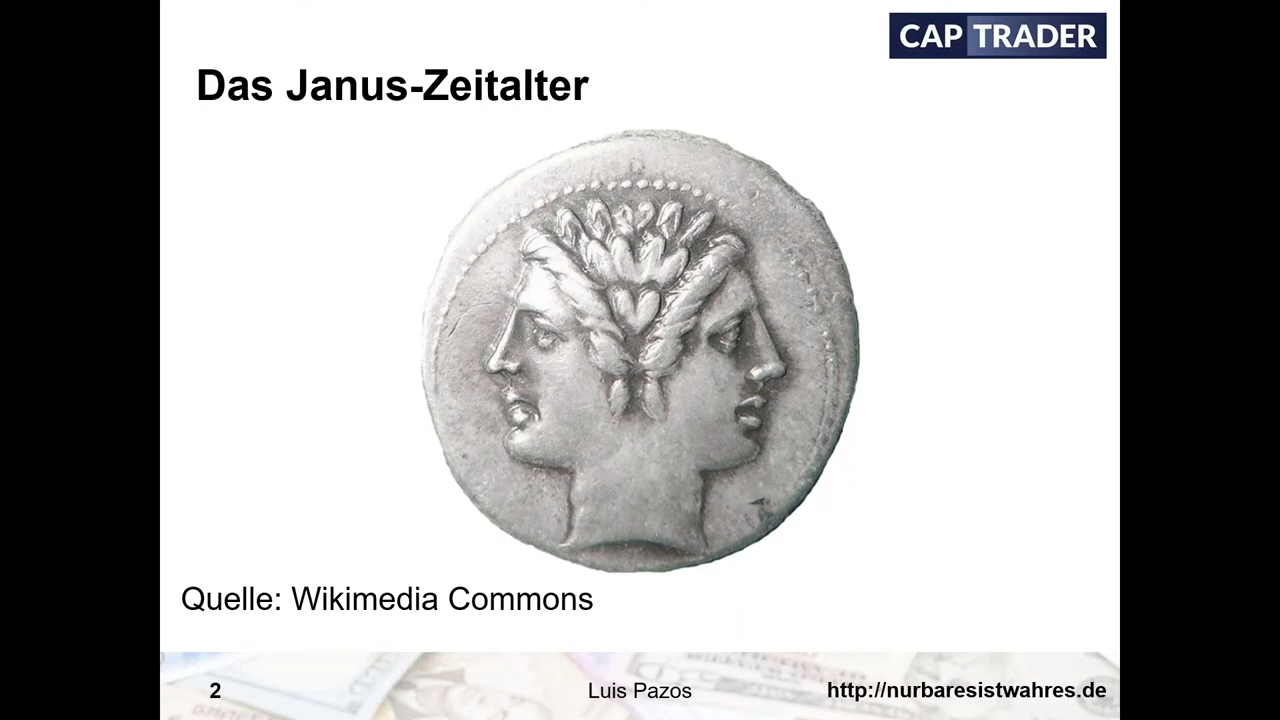 CAP TRADER
Das Janus-Zeitalter
Quelle: Wikimedia Commons
2
Luis Pazos
http://nurbaresistwahres.de